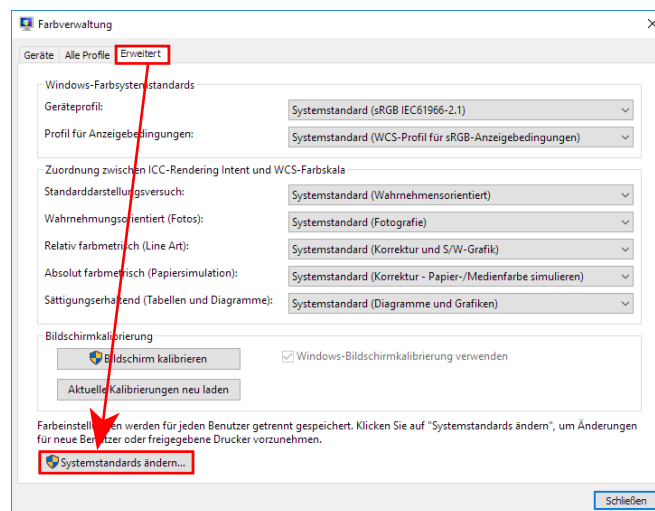 Farbverwaltung
Geräte Alle Profile Erweitert
Windows-Farbsystemstandards
Geräteprofil: Systemstandard (sRGB IEC61966-2.1)
Profil für Anzeigebedingungen: Systemstandard (WCS-Profil für sRGB-Anzeigebedingungen)
Zuordnung zwischen ICC-Rendering Intent und WCS-Farbskala
Standarddarstellungsversuch: Systemstandard (Wahrnehmensorientiert)
Wahrnehmungsorientiert (Fotos): Systemstandard (Fotografie)
Relativ farbmetrisch (Line Art): Systemstandard (Korrektur und S/W-Grafik)
Absolut farbmetrisch (Papiersimulation): Systemstandard (Korrektur - Papier-/Medienfarbe simulieren)
Sättigungserhaltend (Tabellen und Diagramme): Systemstandard (Diagramme und Grafiken)
Bildschirmkalibrierung
Bildschirm kalibrieren Windows-Bildschirmkalibrierung verwenden
Aktuelle Kalibrierungen neu laden
Farbeinstellungen werden für jeden Benutzer getrennt gespeichert. Klicken Sie auf "Systemstandards ändern", um Änderungen
für neue Benutzer oder freigegebene Drucker vorzunehmen.
Systemstandards ändern...
Schließen